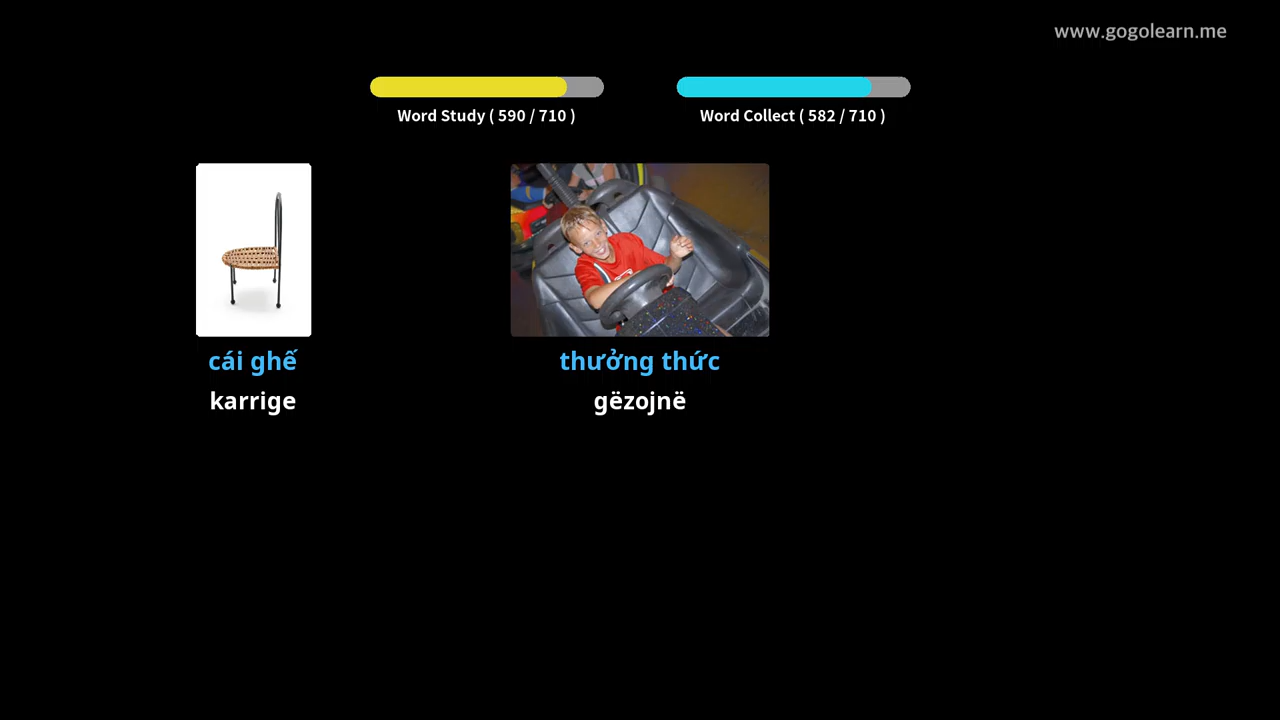 www.gogolearn.me
Word Study ( 590 / 710 )
Word Collect ( 582 / 710 )
cái ghế
karrige
thưởng thức
gëzojnë